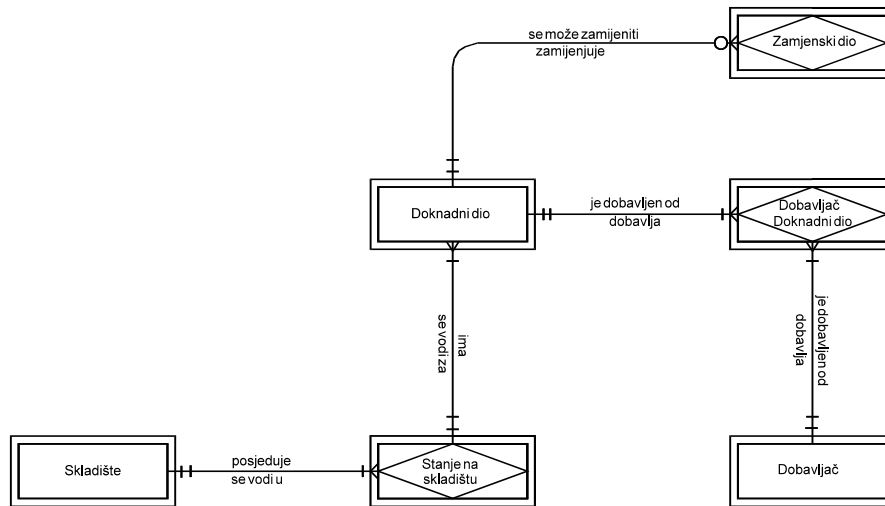 se može zamijeniti
zamijenjuje
Zamjenski dio
Doknadni dio
je dobavljen od
dobavlja
Dobavljač
Doknadni dio
ima
se vodi za
je dobavljen od
dobavlja
Skladište
posjeduje
se vodi u
Stanje na
skladištu
Dobavljač